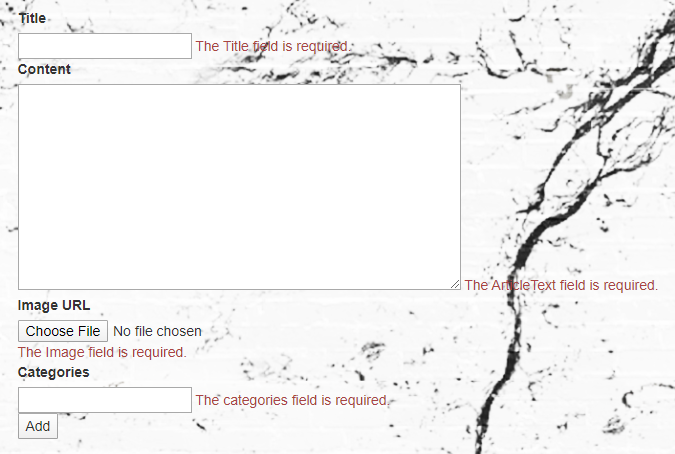 Title
The Title field is required.
Content
The ArticleText field is required.
Image URL
Choose File No file chosen
The Image field is required.
Categories
The categories field is required.
Add